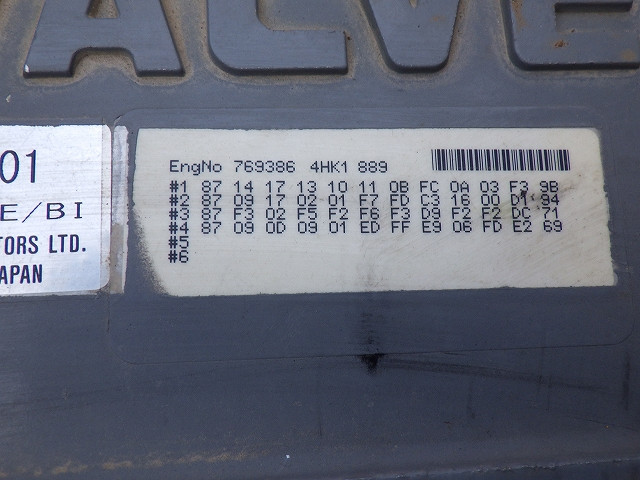 ALVE
01
E/BI
TORS LTD.
APAN
EngNo 769386 4HK1 889
#1 87 14 17 13 10 11 0B FC 0A 03 F3 9B
#2 87 09 17 02 01 F7 FD C3 16 00 D1 94
#3 87 F3 02 F5 F2 F6 F3 D9 F2 F2 DC 71
#4 87 09 0D 09 01 ED FF E9 06 FD E2 69
#5
#6